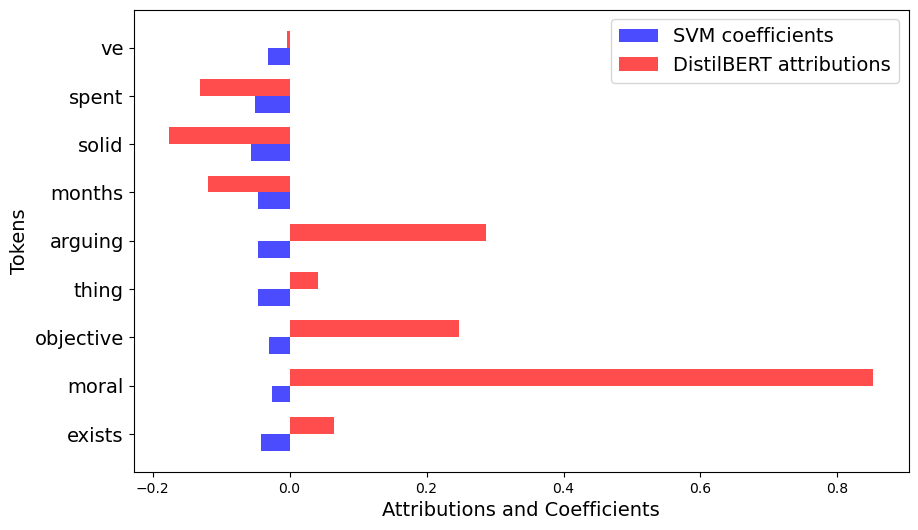 SVM coefficients
DistilBERT attributions
ve
spent
solid
months
arguing
thing
objective
moral
exists
Tokens
−0.2 0.0 0.2 0.4 0.6 0.8
Attributions and Coefficients